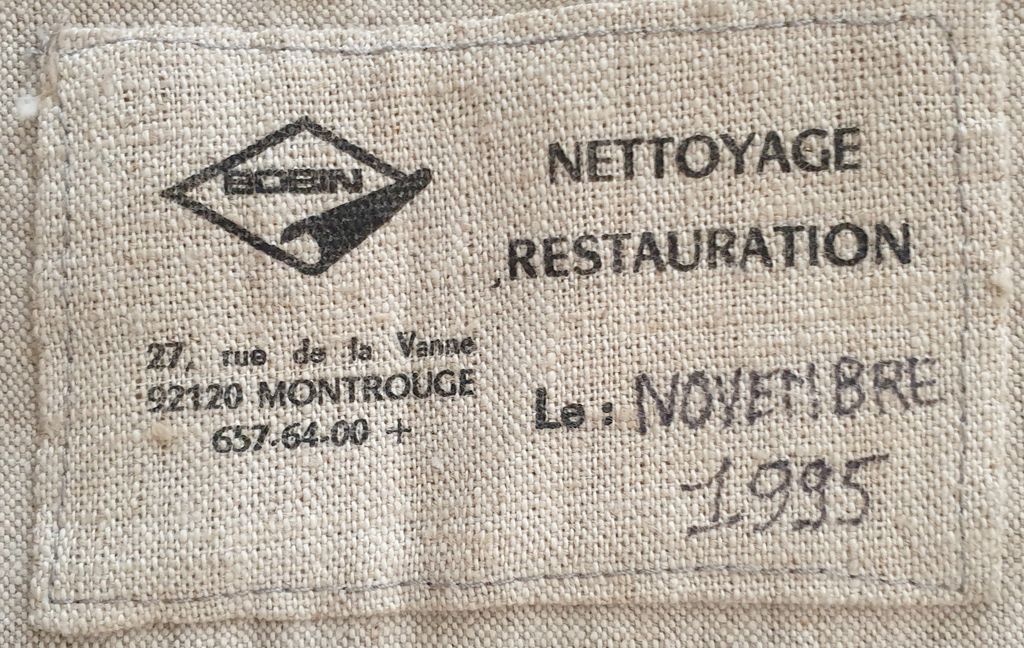 BOBIN
NETTOYAGE
RESTAURATION
27, rue de la Vanne
92120 MONTROUGE
657-64-00 +
Le : NOVEMBRE
1995